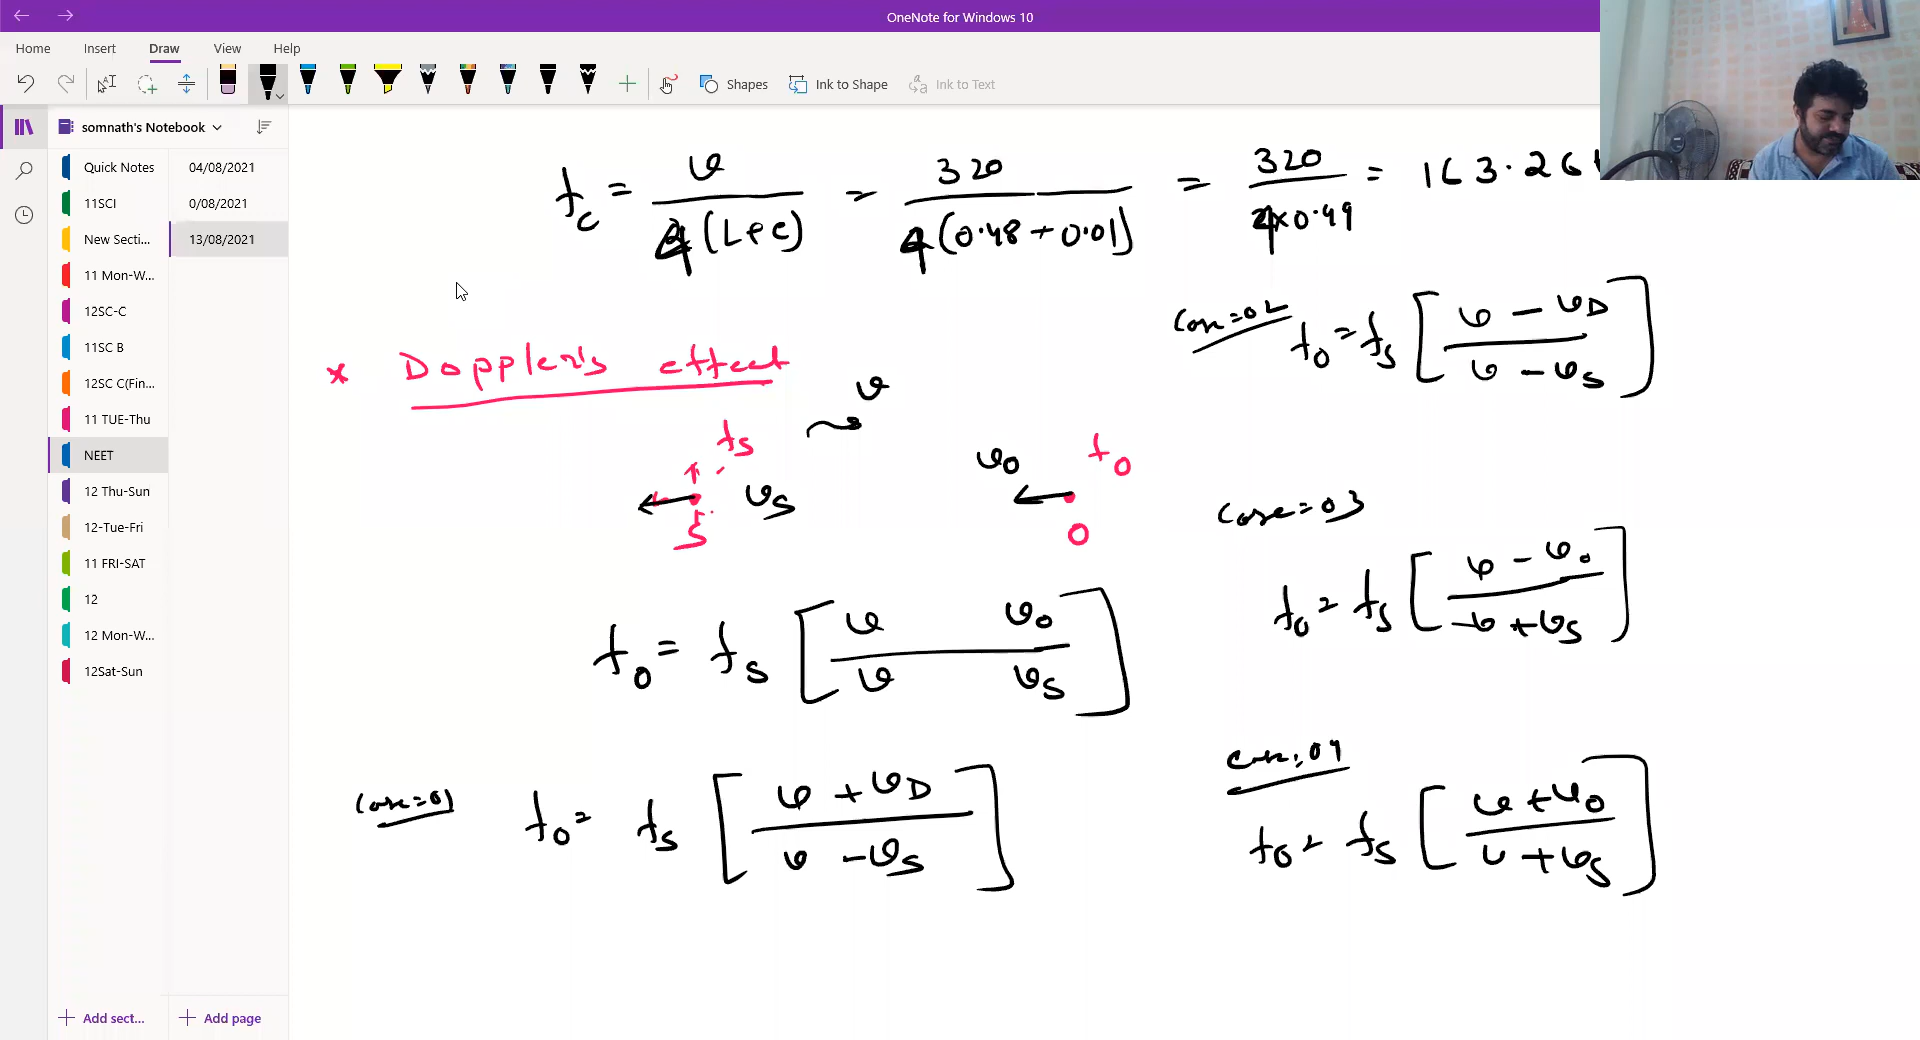 OneNote for Windows 10
Home Insert Draw View Help
Shapes Ink to Shape Ink to Text
somnath's Notebook
Quick Notes
11SCI
New Secti...
11 Mon-W...
12SC-C
11SC B
12SC C(Fin...
11 TUE-Thu
NEET
12 Thu-Sun
12-Tue-Fri
11 FRI-SAT
12
12 Mon-W...
12Sat-Sun
Add sect...
04/08/2021
0/08/2021
13/08/2021
Add page
fc = v / 4(L+e) = 320 / 4(0.48 + 0.01) = 320 / 4×0.49 = 163.26
* Doppler's effect
v
fs
vs
S
vo
fo
O
fo = fs [ v vo / v vs ]
Case=01 fo = fs [ v + vo / v - vs ]
Case=02 fo = fs [ v - vo / v - vs ]
Case=03
fo = fs [ v - vo / v + vs ]
Case=04
fo = fs [ v + vo / v + vs ]